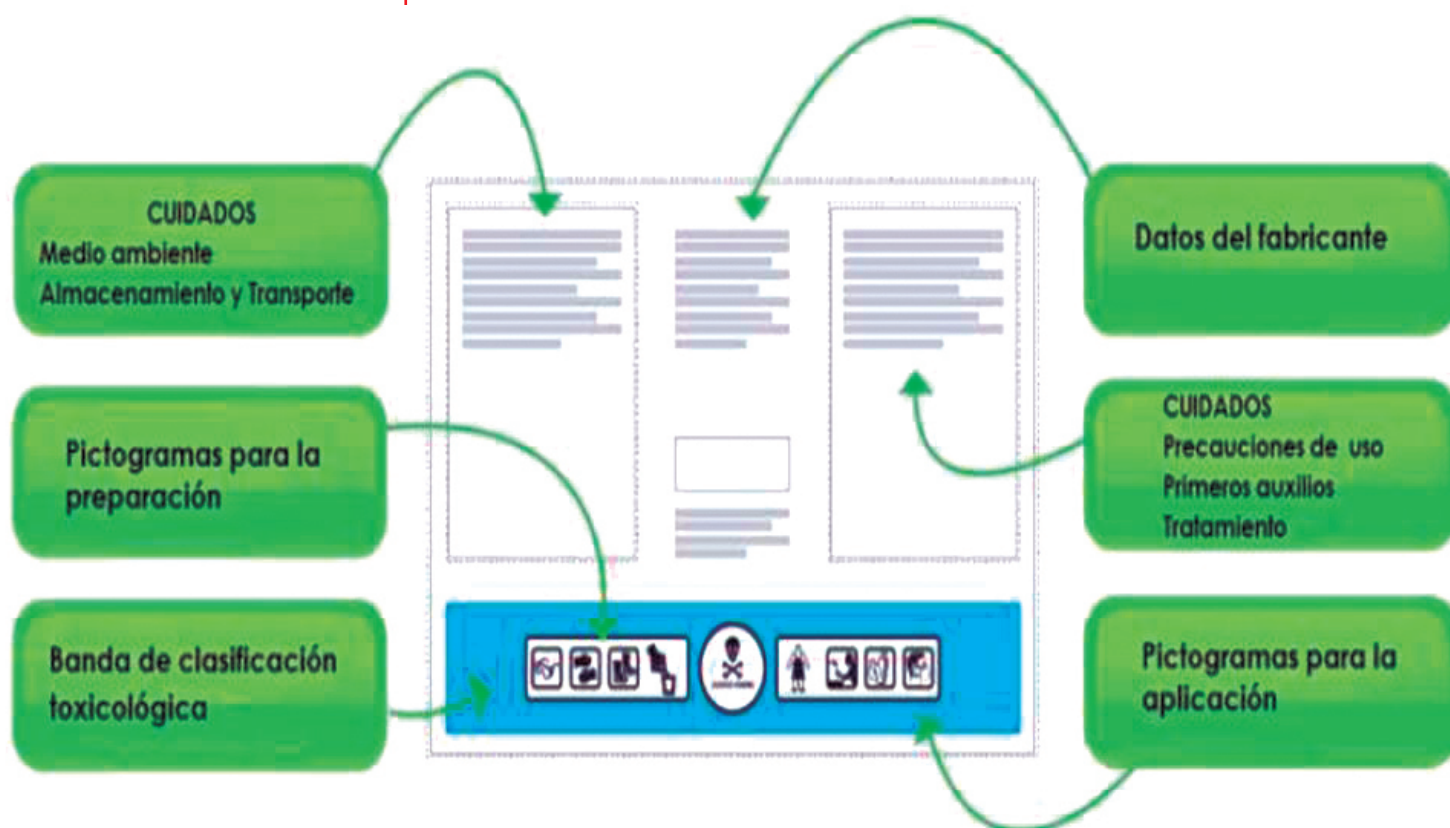 CUIDADOS
Medio ambiente
Almacenamiento y Transporte
Pictogramas para la
preparación
Banda de clasificación
toxicológica
Datos del fabricante
CUIDADOS
Precauciones de uso
Primeros auxilios
Tratamiento
Pictogramas para la
aplicación